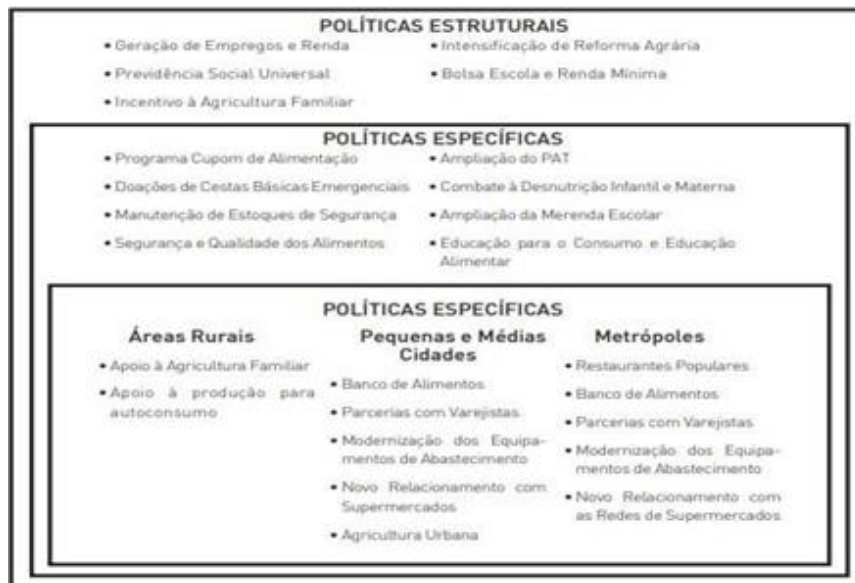 POLÍTICAS ESTRUTURAIS
• Geração de Empregos e Renda
• Previdência Social Universal
• Incentivo à Agricultura Familiar
• Intensificação de Reforma Agrária
• Bolsa Escola e Renda Mínima
POLÍTICAS ESPECÍFICAS
• Programa Cupom de Alimentação
• Doações de Cestas Básicas Emergenciais
• Manutenção de Estoques de Segurança
• Segurança e Qualidade dos Alimentos
• Ampliação do PAT
• Combate à Desnutrição Infantil e Materna
• Ampliação da Merenda Escolar
• Educação para o Consumo e Educação
Alimentar
POLÍTICAS ESPECÍFICAS
Áreas Rurais
• Apoio à Agricultura Familiar
• Apoio à produção para
autoconsumo
Pequenas e Médias
Cidades
• Banco de Alimentos
• Parcerias com Varejistas
• Modernização dos Equipa-
mentos de Abastecimento
• Novo Relacionamento com
Supermercados
• Agricultura Urbana
Metrópoles
• Restaurantes Populares
• Banco de Alimentos
• Parcerias com Varejistas
• Modernização dos Equipa-
mentos de Abastecimento
• Novo Relacionamento com
as Redes de Supermercados